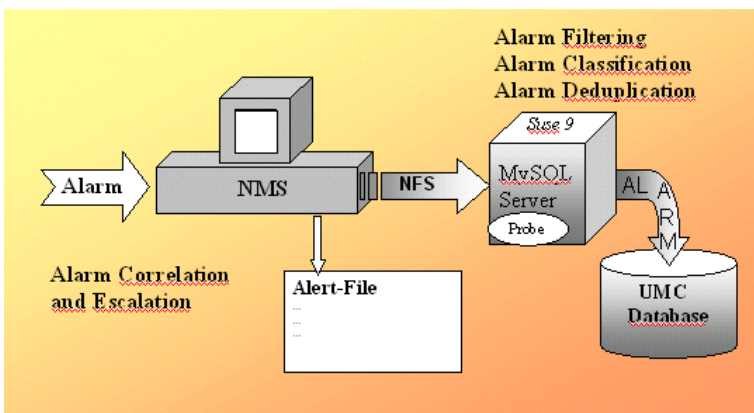 Alarm Filtering
Alarm Classification
Alarm Deduplication
Suse 9
Alarm
NMS
NFS
MySQL
Server
Probe
ALARM
Alarm Correlation
and Escalation
Alert-File
...
...
...
UMC
Database